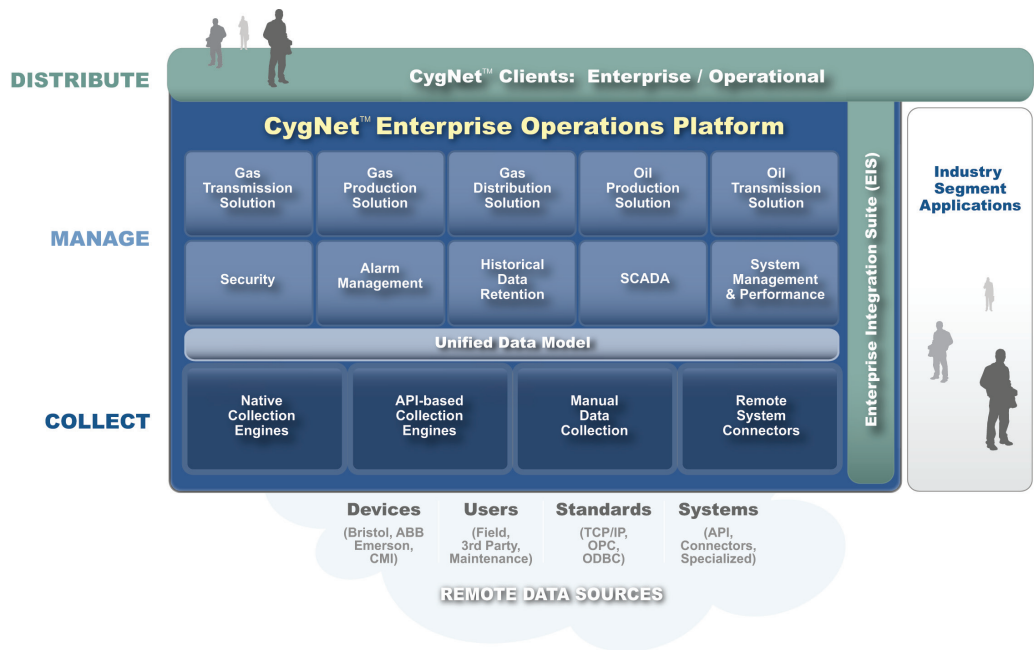 DISTRIBUTE
CygNet™ Clients: Enterprise / Operational
CygNet™ Enterprise Operations Platform
MANAGE
Gas
Transmission
Solution
Gas
Production
Solution
Gas
Distribution
Solution
Oil
Production
Solution
Oil
Transmission
Solution
Security
Alarm
Management
Historical
Data
Retention
SCADA
System
Management
& Performance
Unified Data Model
COLLECT
Native
Collection
Engines
API-based
Collection
Engines
Manual
Data
Collection
Remote
System
Connectors
Enterprise Integration Suite (EIS)
Industry
Segment
Applications
Devices
(Bristol, ABB
Emerson,
CMI)
Users
(Field,
3rd Party,
Maintenance)
Standards
(TCP/IP,
OPC,
ODBC)
Systems
(API,
Connectors,
Specialized)
REMOTE DATA SOURCES